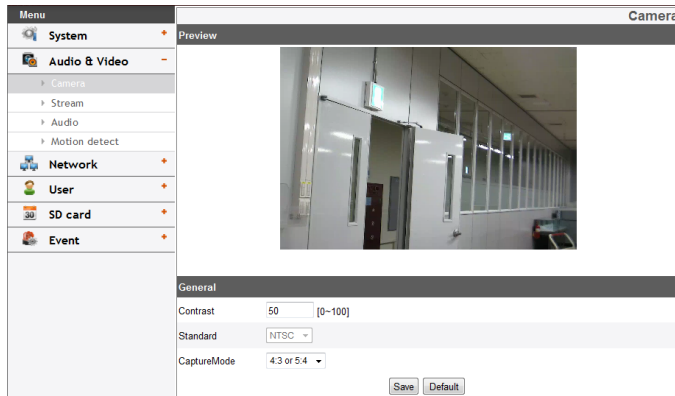 Menu
Camera
System +
Preview
Audio & Video -
Camera
Stream
Audio
Motion detect
Network +
User +
30 SD card +
Event +
General
Contrast 50 [0~100]
Standard NTSC
CaptureMode 4:3 or 5:4
Save Default